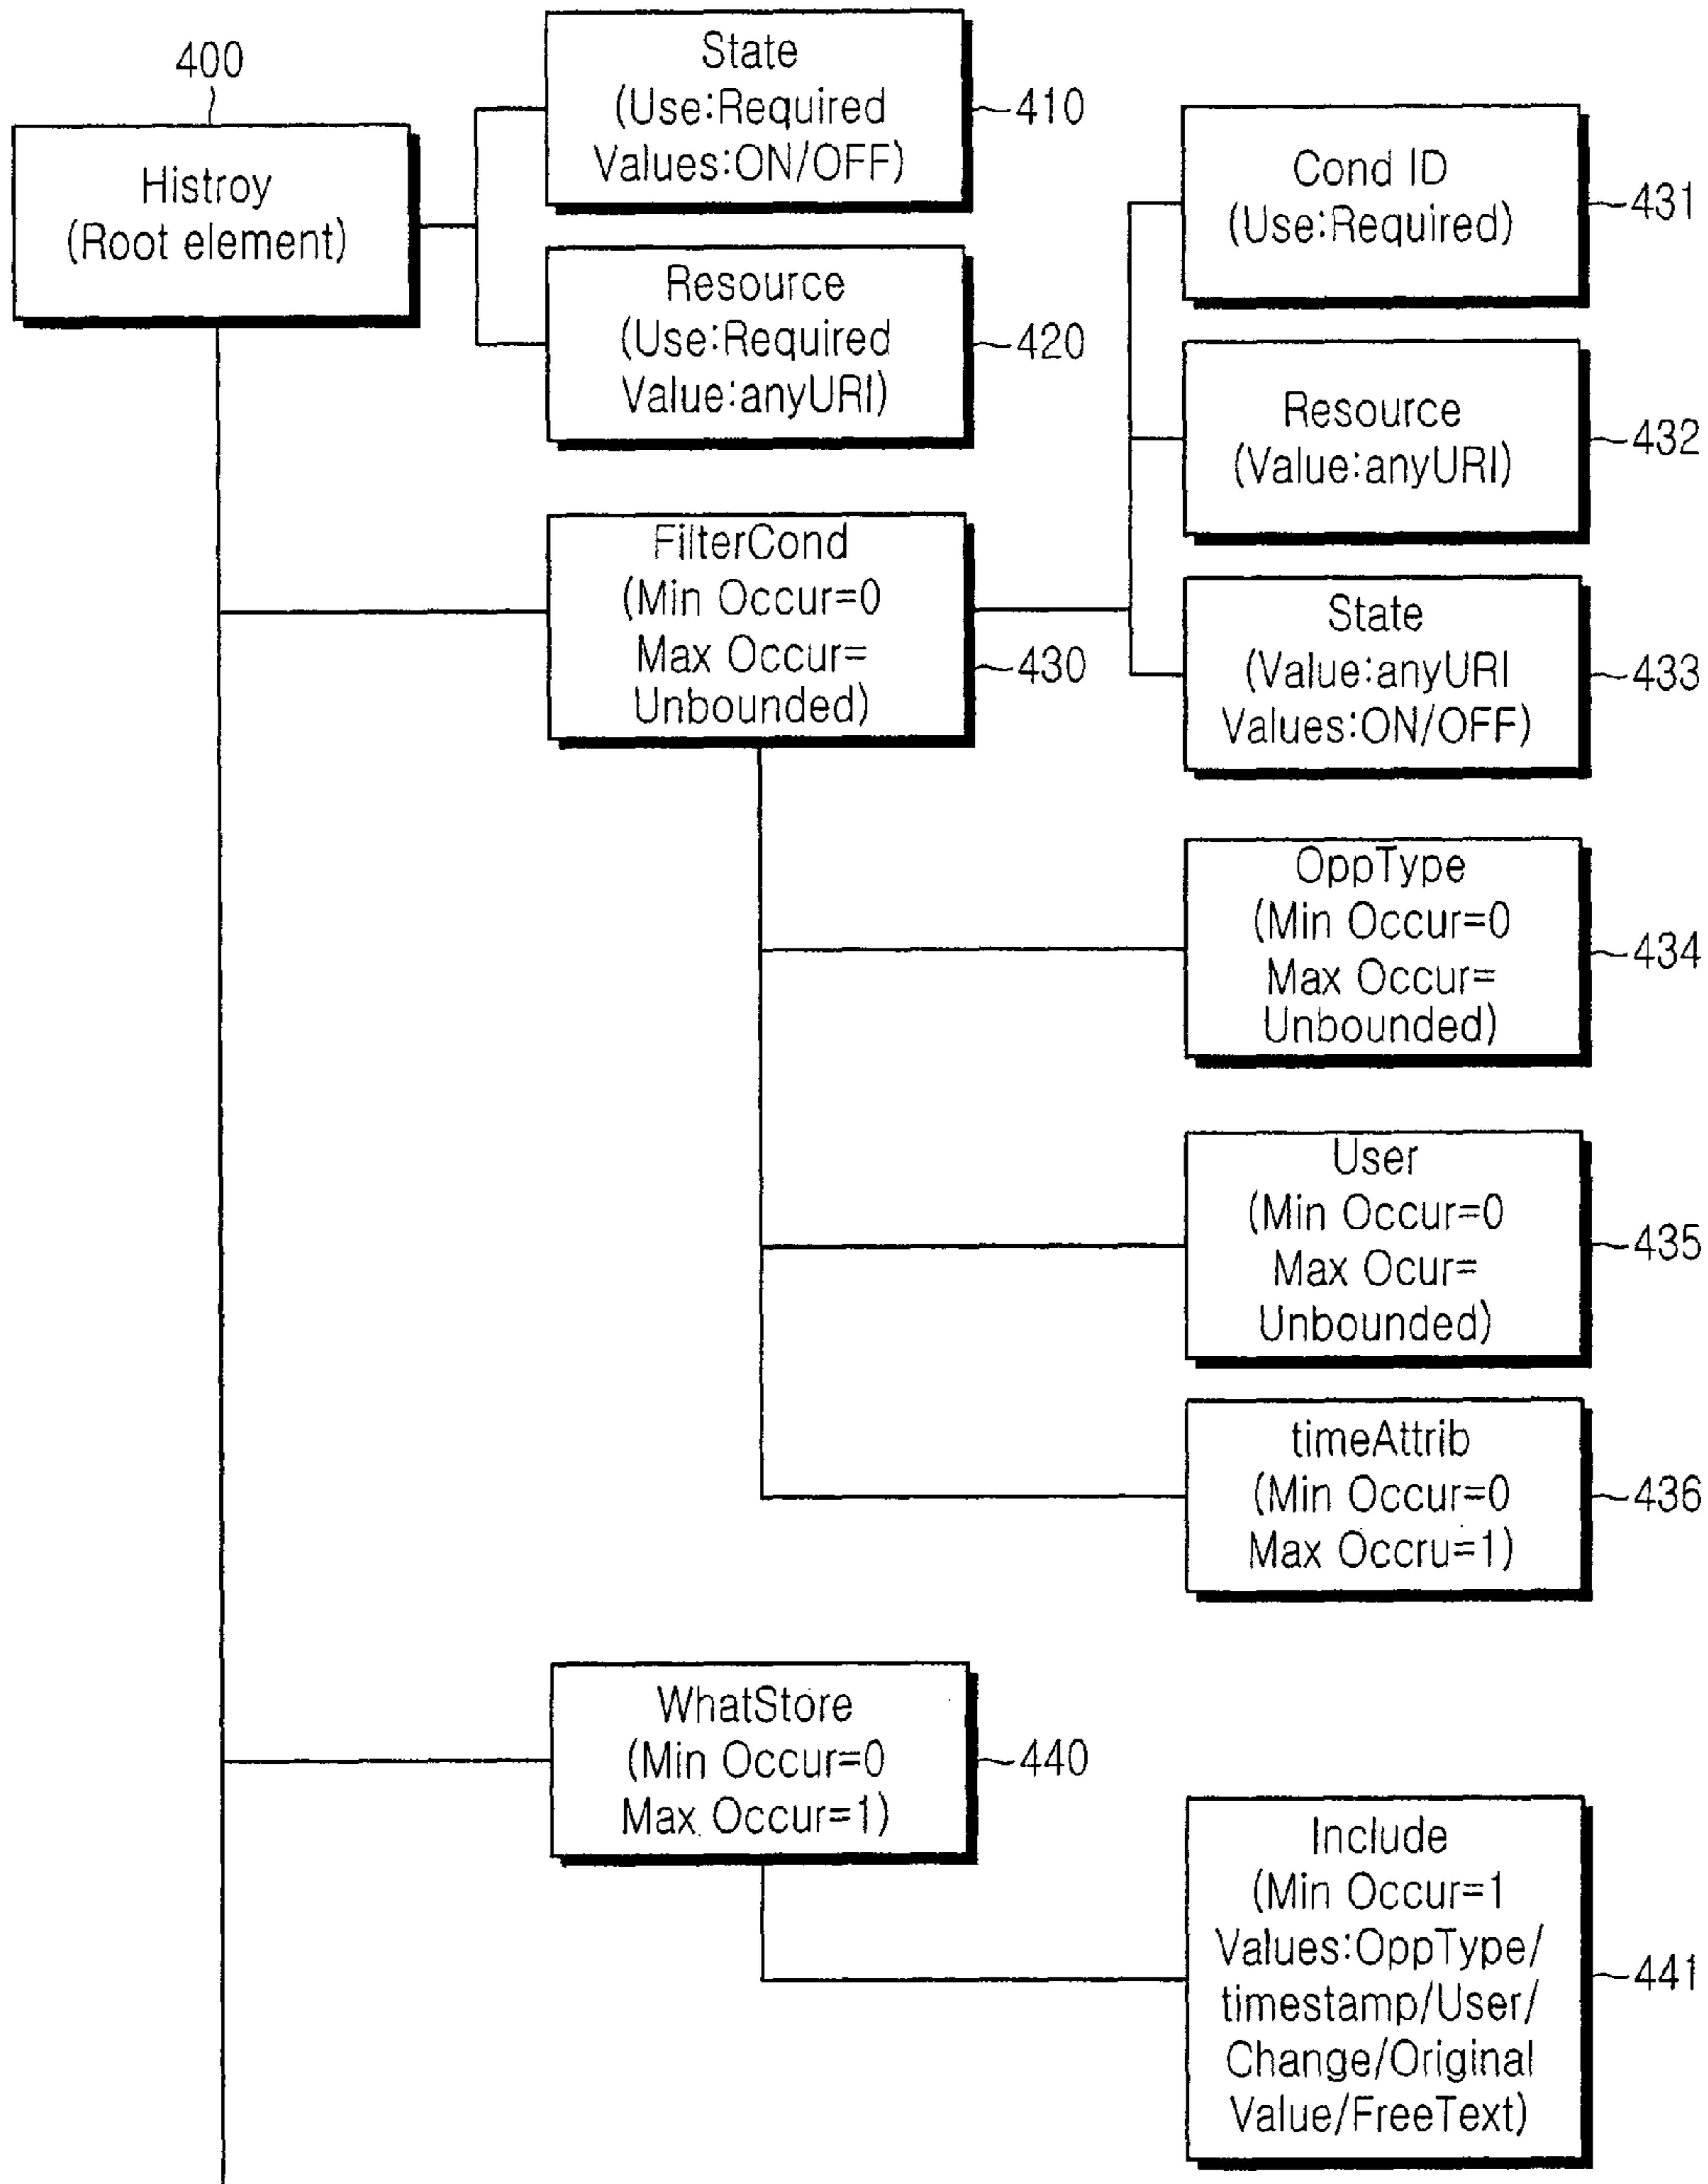 400
Histroy
(Root element)
State
(Use:Required
Values:ON/OFF)
410
Resource
(Use:Required
Value:anyURI)
420
FilterCond
(Min Occur=0
Max Occur=
Unbounded)
430
Cond ID
(Use:Required)
431
Resource
(Value:anyURI)
432
State
(Value:anyURI
Values:ON/OFF)
433
OppType
(Min Occur=0
Max Occur=
Unbounded)
434
User
(Min Occur=0
Max Ocur=
Unbounded)
435
timeAttrib
(Min Occur=0
Max Occru=1)
436
WhatStore
(Min Occur=0
Max Occur=1)
440
Include
(Min Occur=1
Values:OppType/
timestamp/User/
Change/Original
Value/FreeText)
441